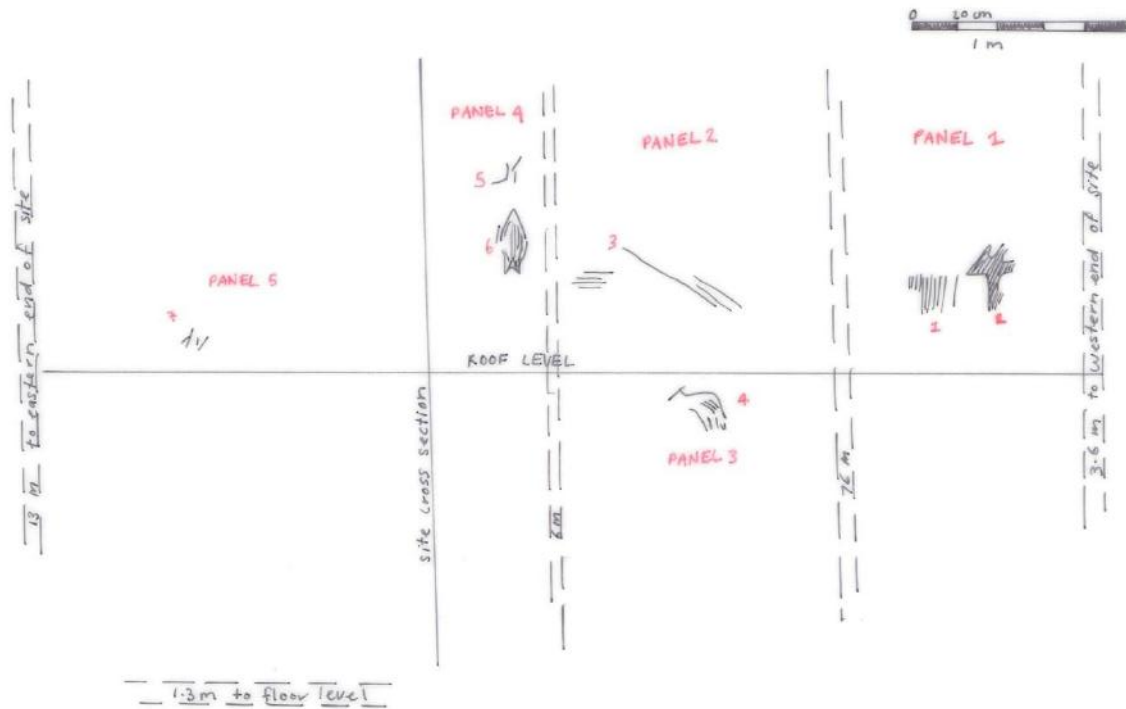 0 20 cm
1 m
PANEL 4
PANEL 2
PANEL 1
5
6
3
PANEL 5
7
1
2
ROOF LEVEL
4
PANEL 3
13 m to eastern end of site
site cross section
m
76 m
3.6 m to western end of site
1.3m to floor level